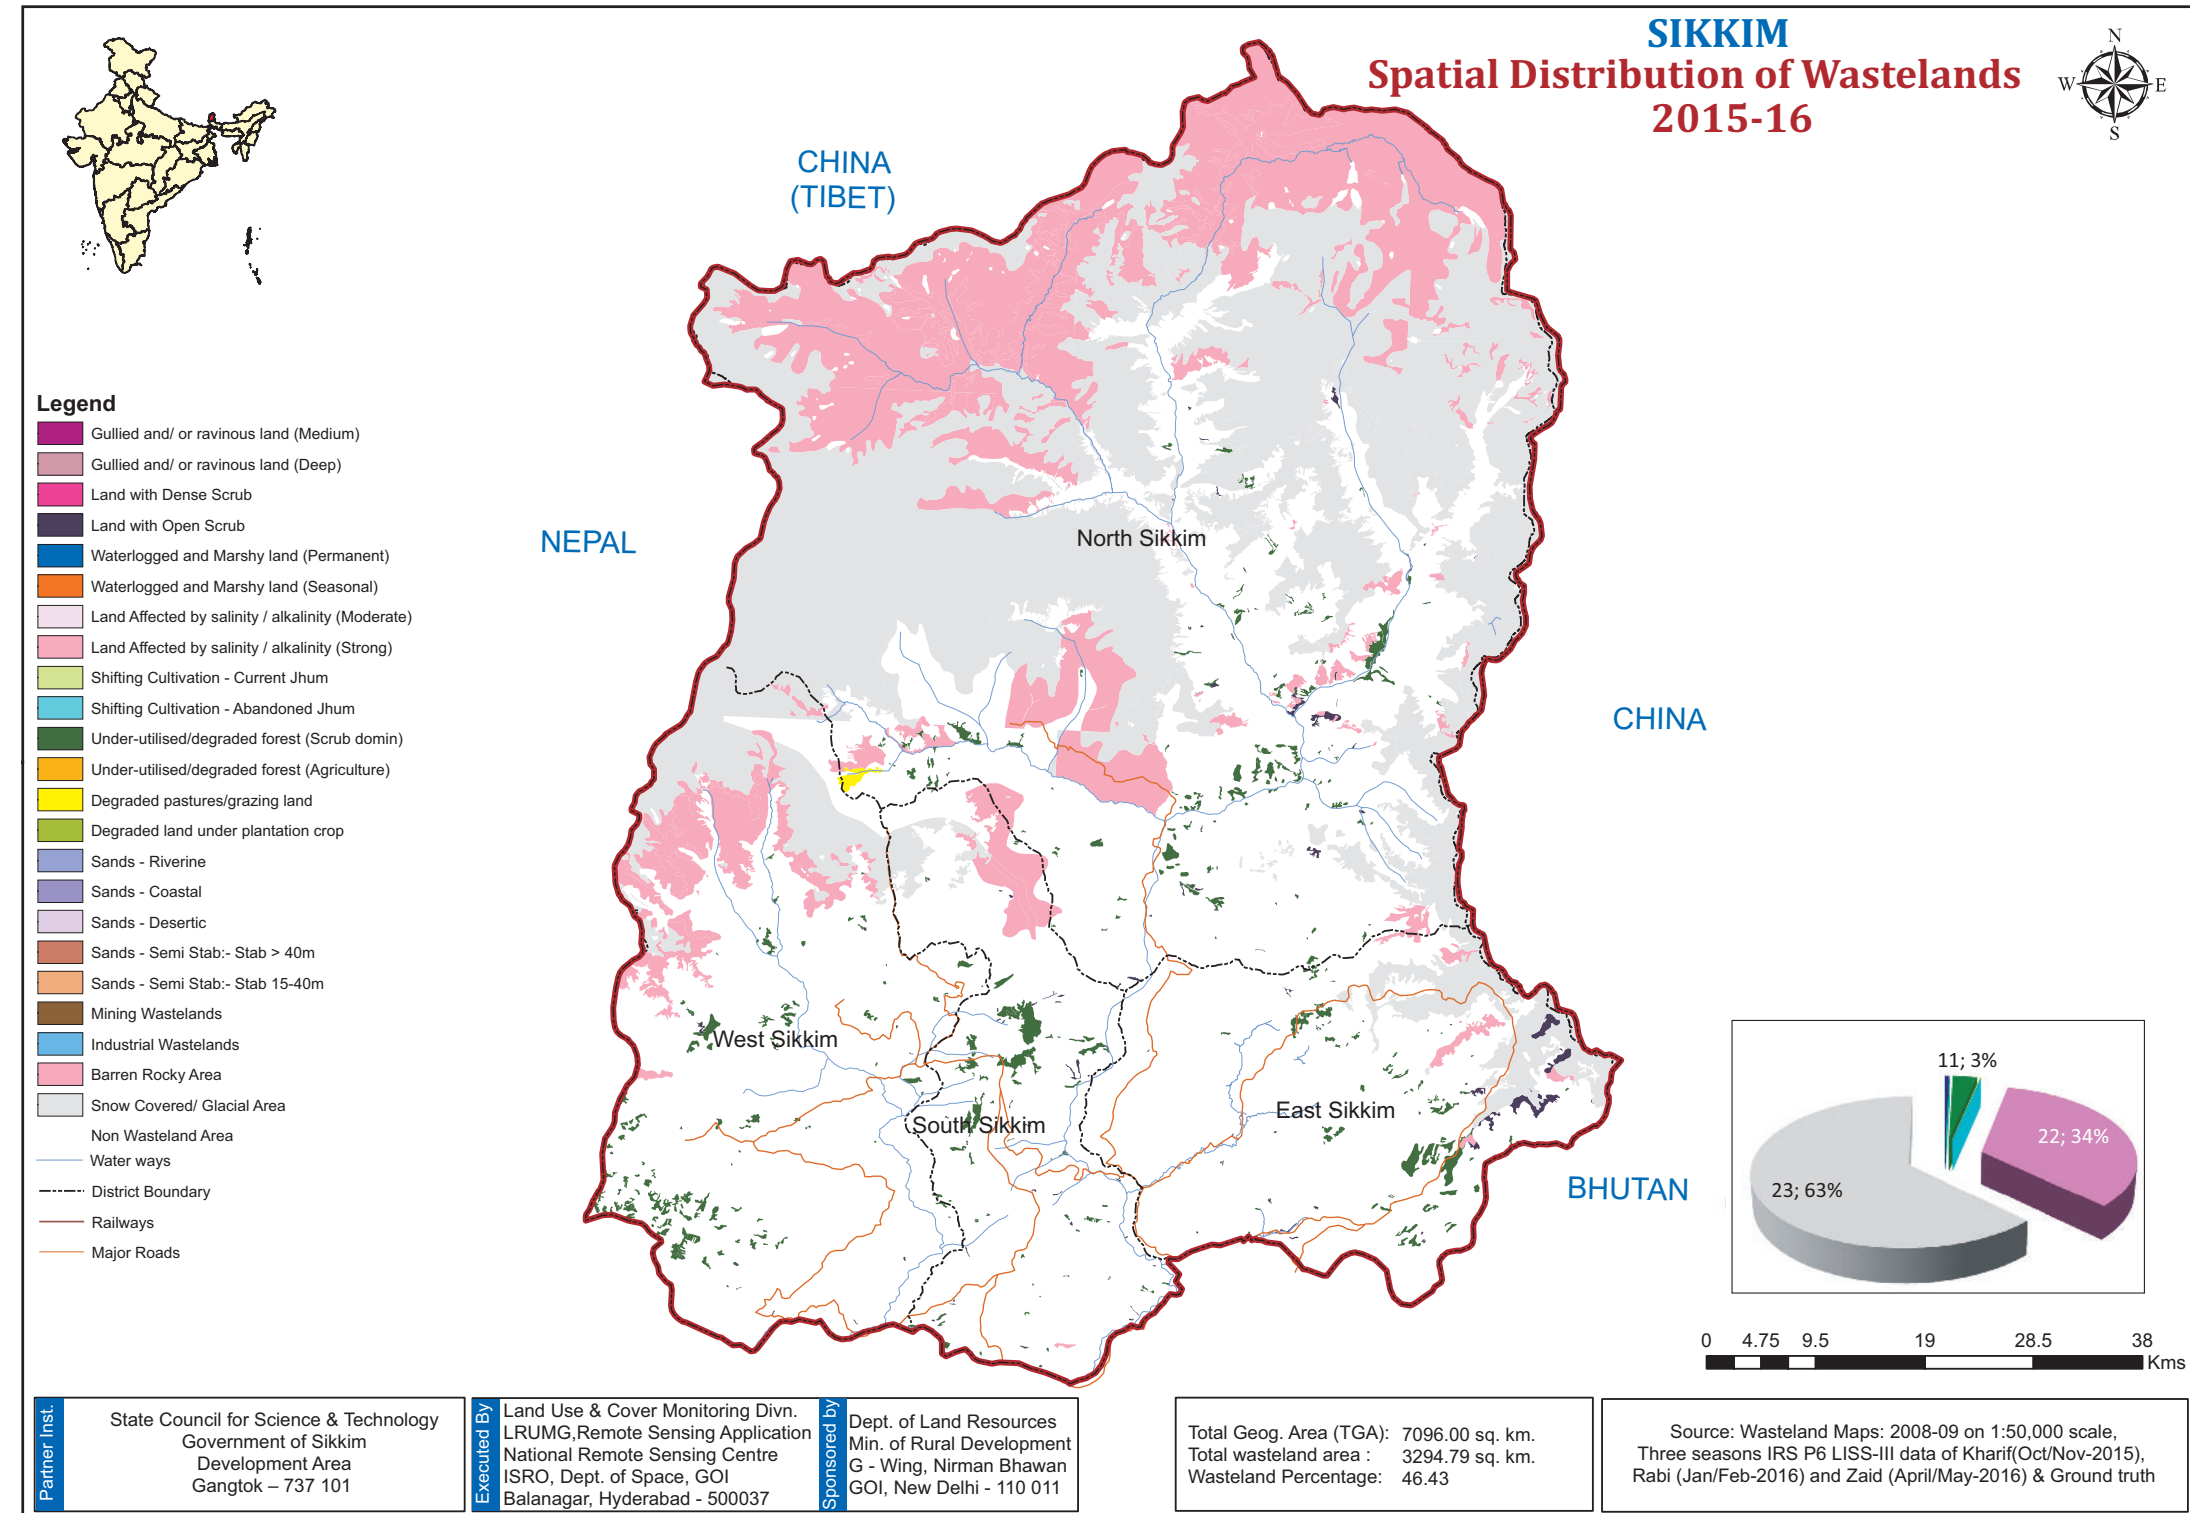 SIKKIM
Spatial Distribution of Wastelands
2015-16
N
W
E
S
CHINA
(TIBET)
NEPAL
CHINA
BHUTAN
North Sikkim
West Sikkim
South Sikkim
East Sikkim
Legend
Gullied and/ or ravinous land (Medium)
Gullied and/ or ravinous land (Deep)
Land with Dense Scrub
Land with Open Scrub
Waterlogged and Marshy land (Permanent)
Waterlogged and Marshy land (Seasonal)
Land Affected by salinity / alkalinity (Moderate)
Land Affected by salinity / alkalinity (Strong)
Shifting Cultivation - Current Jhum
Shifting Cultivation - Abandoned Jhum
Under-utilised/degraded forest (Scrub domin)
Under-utilised/degraded forest (Agriculture)
Degraded pastures/grazing land
Degraded land under plantation crop
Sands - Riverine
Sands - Coastal
Sands - Desertic
Sands - Semi Stab:- Stab > 40m
Sands - Semi Stab:- Stab 15-40m
Mining Wastelands
Industrial Wastelands
Barren Rocky Area
Snow Covered/ Glacial Area
Non Wasteland Area
Water ways
District Boundary
Railways
Major Roads
11; 3%
22; 34%
23; 63%
0 4.75 9.5 19 28.5 38
Kms
Partner Inst.
State Council for Science & Technology
Government of Sikkim
Development Area
Gangtok – 737 101
Executed By
Land Use & Cover Monitoring Divn.
LRUMG,Remote Sensing Application
National Remote Sensing Centre
ISRO, Dept. of Space, GOI
Balanagar, Hyderabad - 500037
Sponsored by
Dept. of Land Resources
Min. of Rural Development
G - Wing, Nirman Bhawan
GOI, New Delhi - 110 011
Total Geog. Area (TGA): 7096.00 sq. km.
Total wasteland area : 3294.79 sq. km.
Wasteland Percentage: 46.43
Source: Wasteland Maps: 2008-09 on 1:50,000 scale,
Three seasons IRS P6 LISS-III data of Kharif(Oct/Nov-2015),
Rabi (Jan/Feb-2016) and Zaid (April/May-2016) & Ground truth